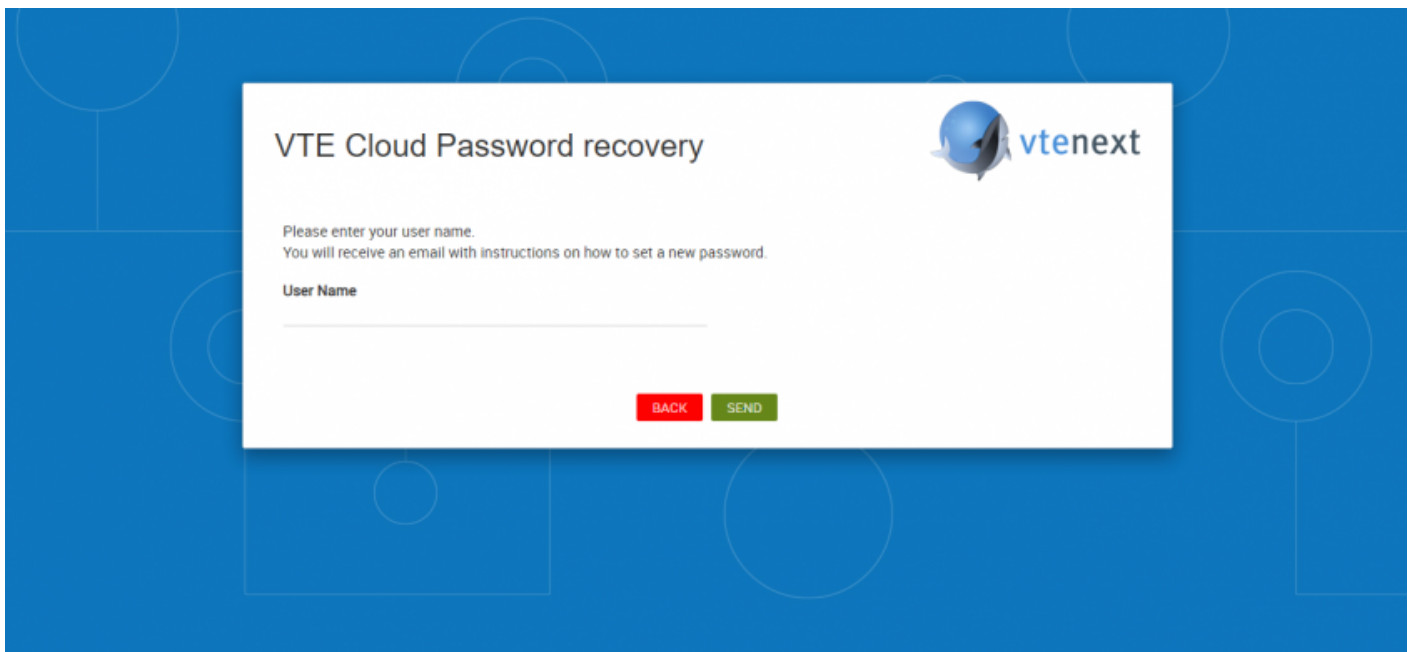 VTE Cloud Password recovery
vtenext
Please enter your user name.
You will receive an email with instructions on how to set a new password.
User Name
BACK SEND